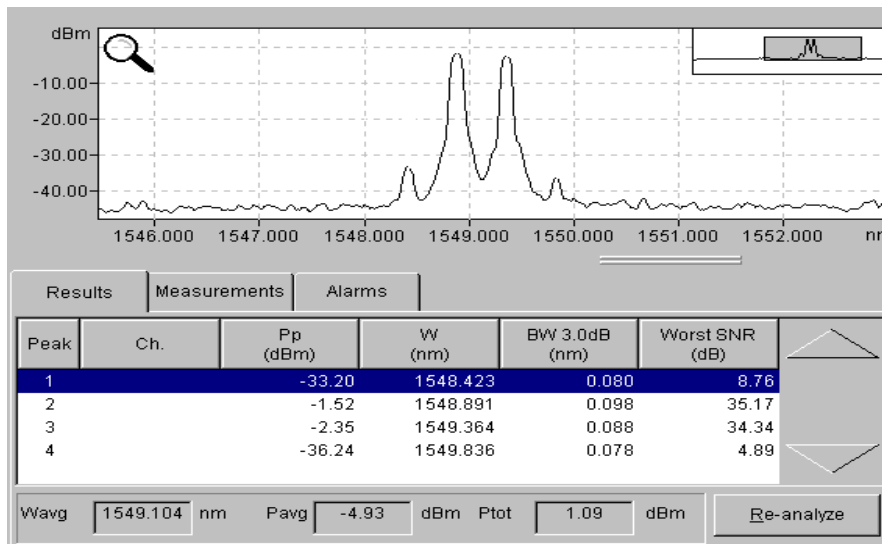 dBm
-10.00
-20.00
-30.00
-40.00
1546.000 1547.000 1548.000 1549.000 1550.000 1551.000 1552.000 nm
Results Measurements Alarms
Peak Ch. Pp (dBm) W (nm) BW 3.0dB (nm) Worst SNR (dB)
1 -33.20 1548.423 0.080 8.76
2 -1.52 1548.891 0.098 35.17
3 -2.35 1549.364 0.088 34.34
4 -36.24 1549.836 0.078 4.89
Wavg 1549.104 nm Pavg -4.93 dBm Ptot 1.09 dBm Re-analyze